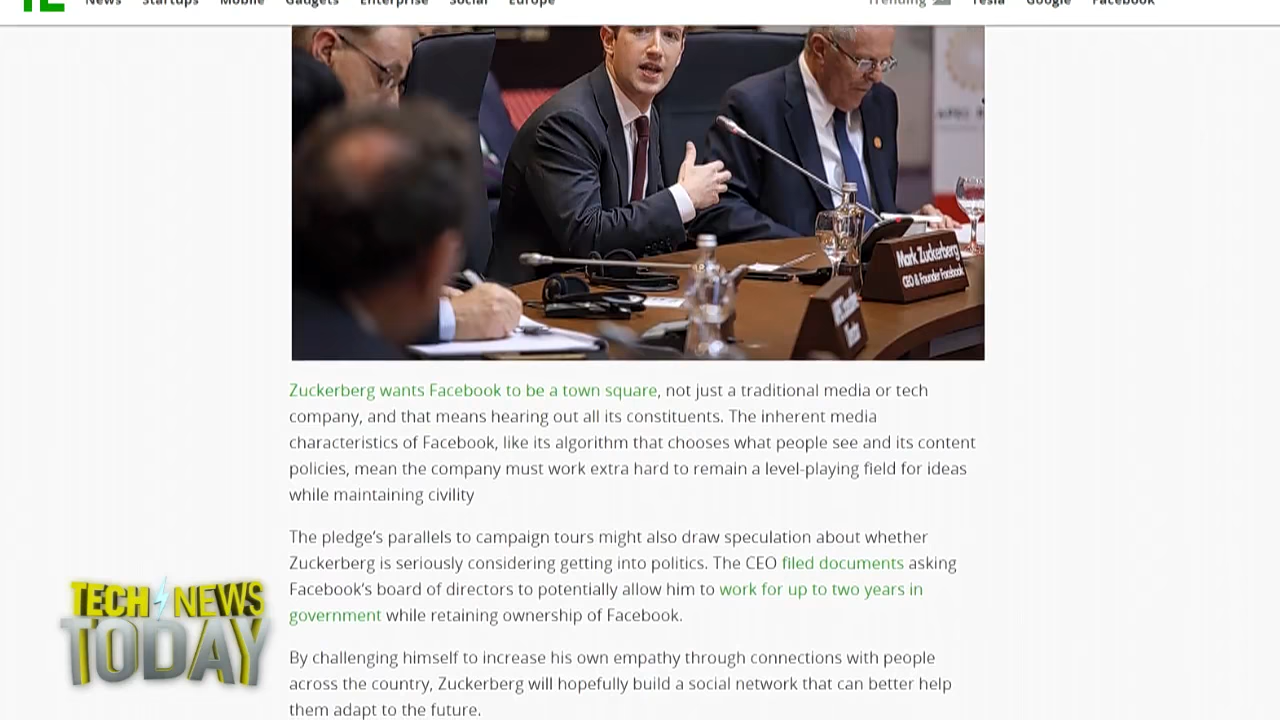 News Startups Mobile Gadgets Enterprise Social Europe Trending Tesla Google Facebook
Mark Zuckerberg
CEO & Founder Facebook
Zuckerberg wants Facebook to be a town square, not just a traditional media or tech
company, and that means hearing out all its constituents. The inherent media
characteristics of Facebook, like its algorithm that chooses what people see and its content
policies, mean the company must work extra hard to remain a level-playing field for ideas
while maintaining civility
The pledge's parallels to campaign tours might also draw speculation about whether
Zuckerberg is seriously considering getting into politics. The CEO filed documents asking
Facebook's board of directors to potentially allow him to work for up to two years in
government while retaining ownership of Facebook.
By challenging himself to increase his own empathy through connections with people
across the country, Zuckerberg will hopefully build a social network that can better help
them adapt to the future.
TECH NEWS
TODAY